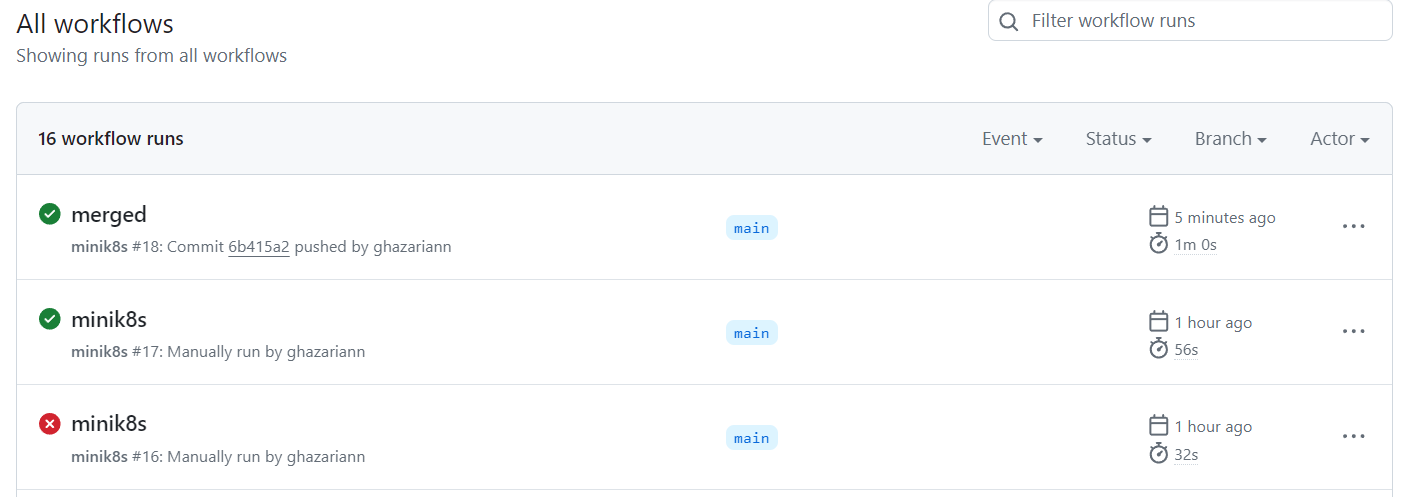 All workflows
Filter workflow runs
Showing runs from all workflows
16 workflow runs
Event
Status
Branch
Actor
merged
main
5 minutes ago
minik8s #18: Commit 6b415a2 pushed by ghazariann
1m 0s
minik8s
main
1 hour ago
minik8s #17: Manually run by ghazariann
56s
minik8s
main
1 hour ago
minik8s #16: Manually run by ghazariann
32s